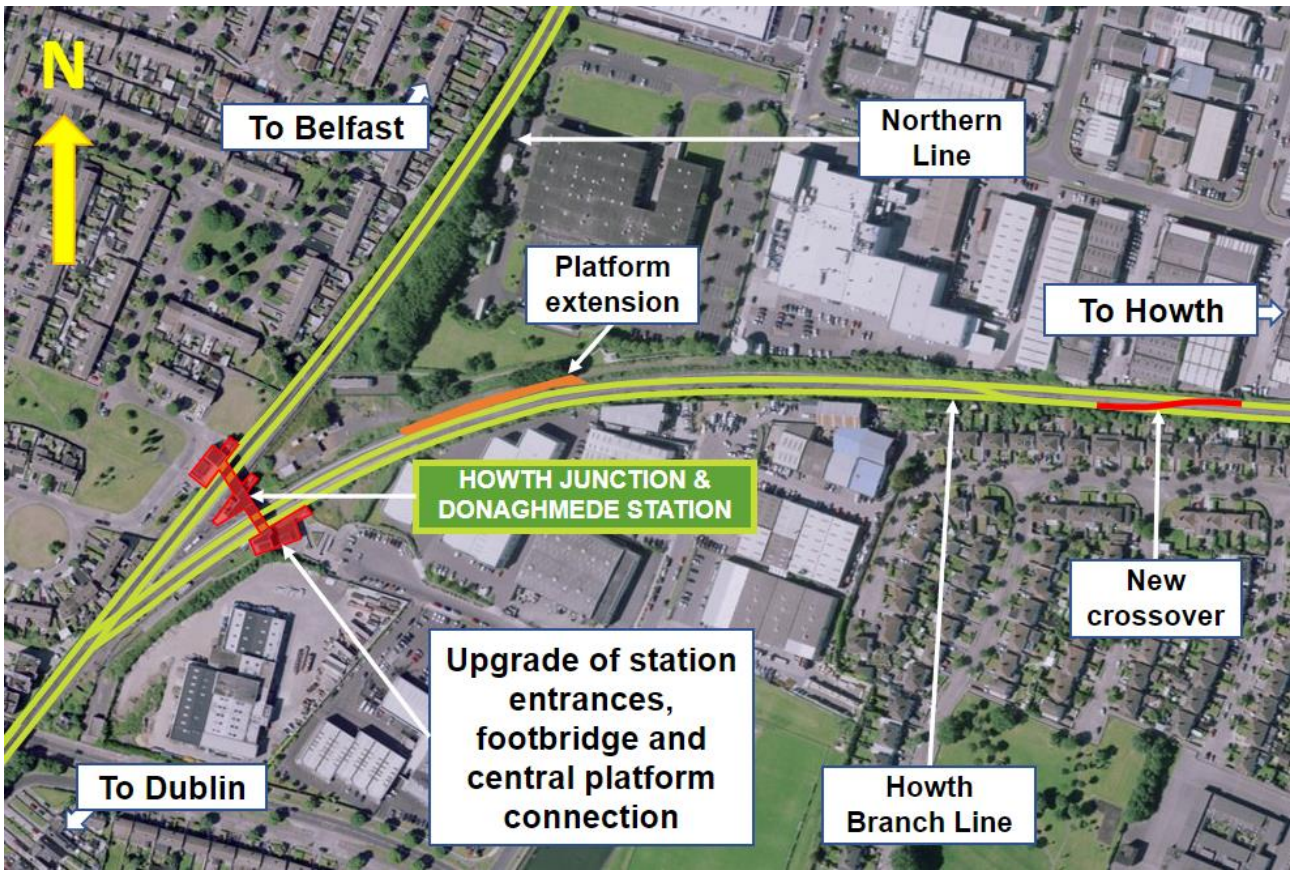 N
To Belfast
Northern
Line
Platform
extension
To Howth
HOWTH JUNCTION &
DONAGHMEDE STATION
New
crossover
Upgrade of station
entrances,
footbridge and
central platform
connection
To Dublin
Howth
Branch Line